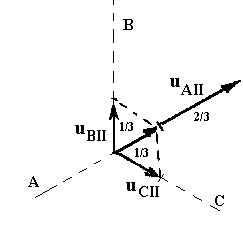 B
u_AII
2/3
u_BII
1/3
1/3
A
u_CII
C